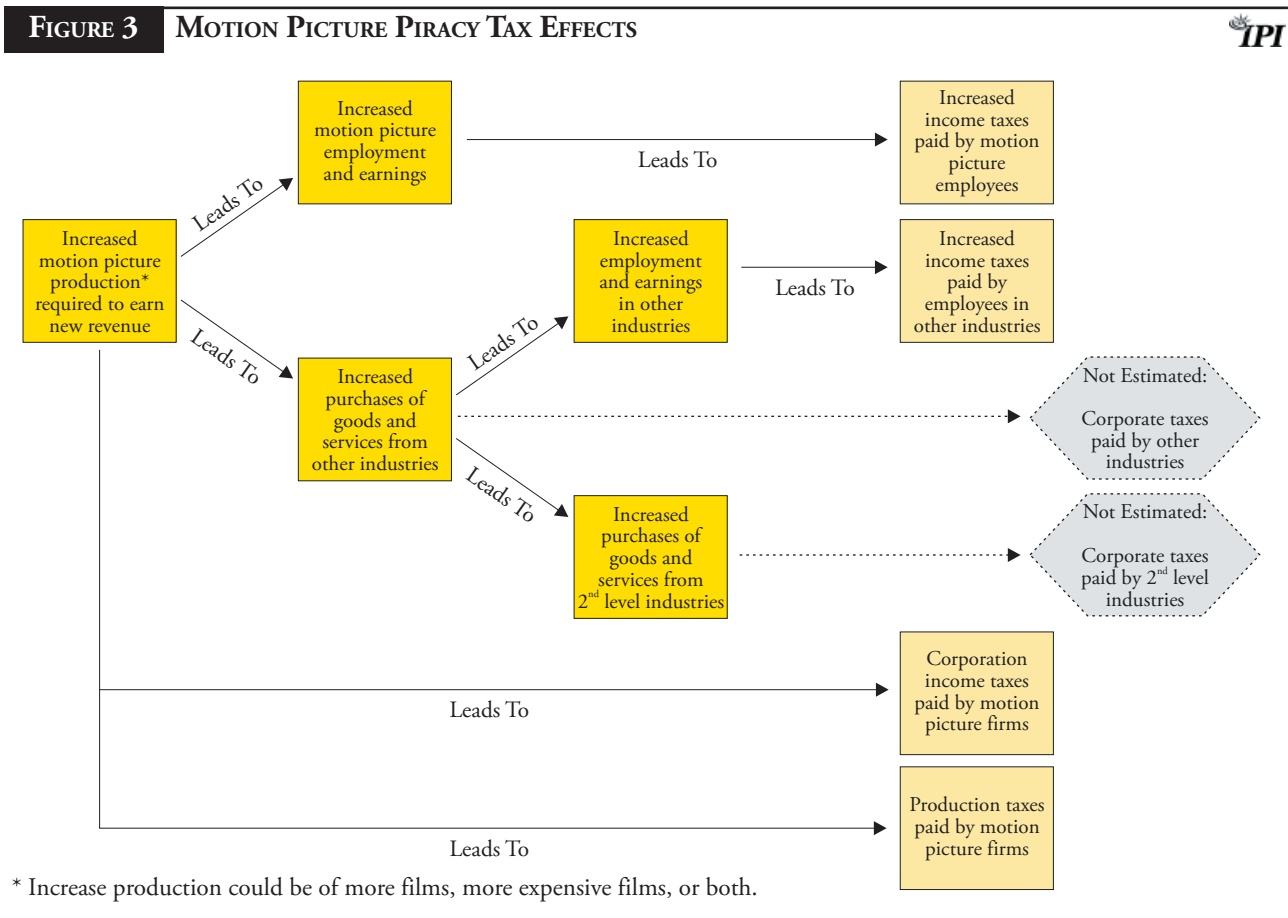 FIGURE 3 MOTION PICTURE PIRACY TAX EFFECTS
IPI
Increased
motion picture
employment
and earnings
Leads To
Increased
income taxes
paid by motion
picture
employees
Leads To
Increased
motion picture
production*
required to earn
new revenue
Leads To
Increased
employment
and earnings
in other
industries
Leads To
Increased
income taxes
paid by
employees in
other industries
Increased
purchases of
goods and
services from
other industries
Leads To
Leads To
Not Estimated:
Corporate taxes
paid by other
industries
Increased
purchases of
goods and
services from
2nd level industries
Not Estimated:
Corporate taxes
paid by 2nd level
industries
Leads To
Corporation
income taxes
paid by motion
picture firms
Leads To
Production taxes
paid by motion
picture firms
* Increase production could be of more films, more expensive films, or both.